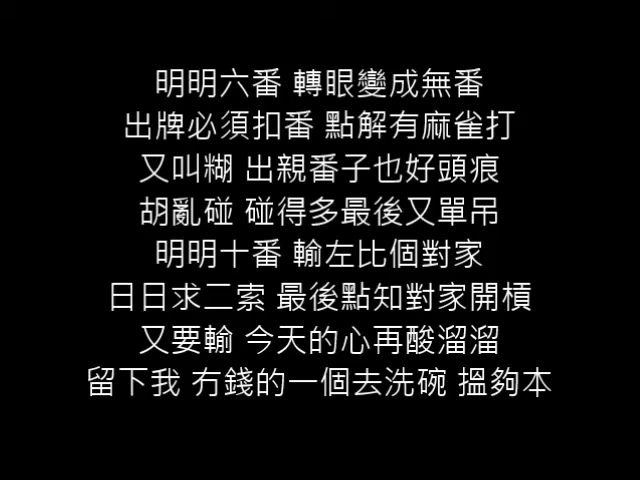 明明六番 轉眼變成無番
出牌必須扣番 點解有麻雀打
又叫糊 出親番子也好頭痕
胡亂碰 碰得多最後又單吊
明明十番 輸左比個對家
日日求二索 最後點知對家開槓
又要輸 今天的心再酸溜溜
留下我 冇錢的一個去洗碗 搵夠本